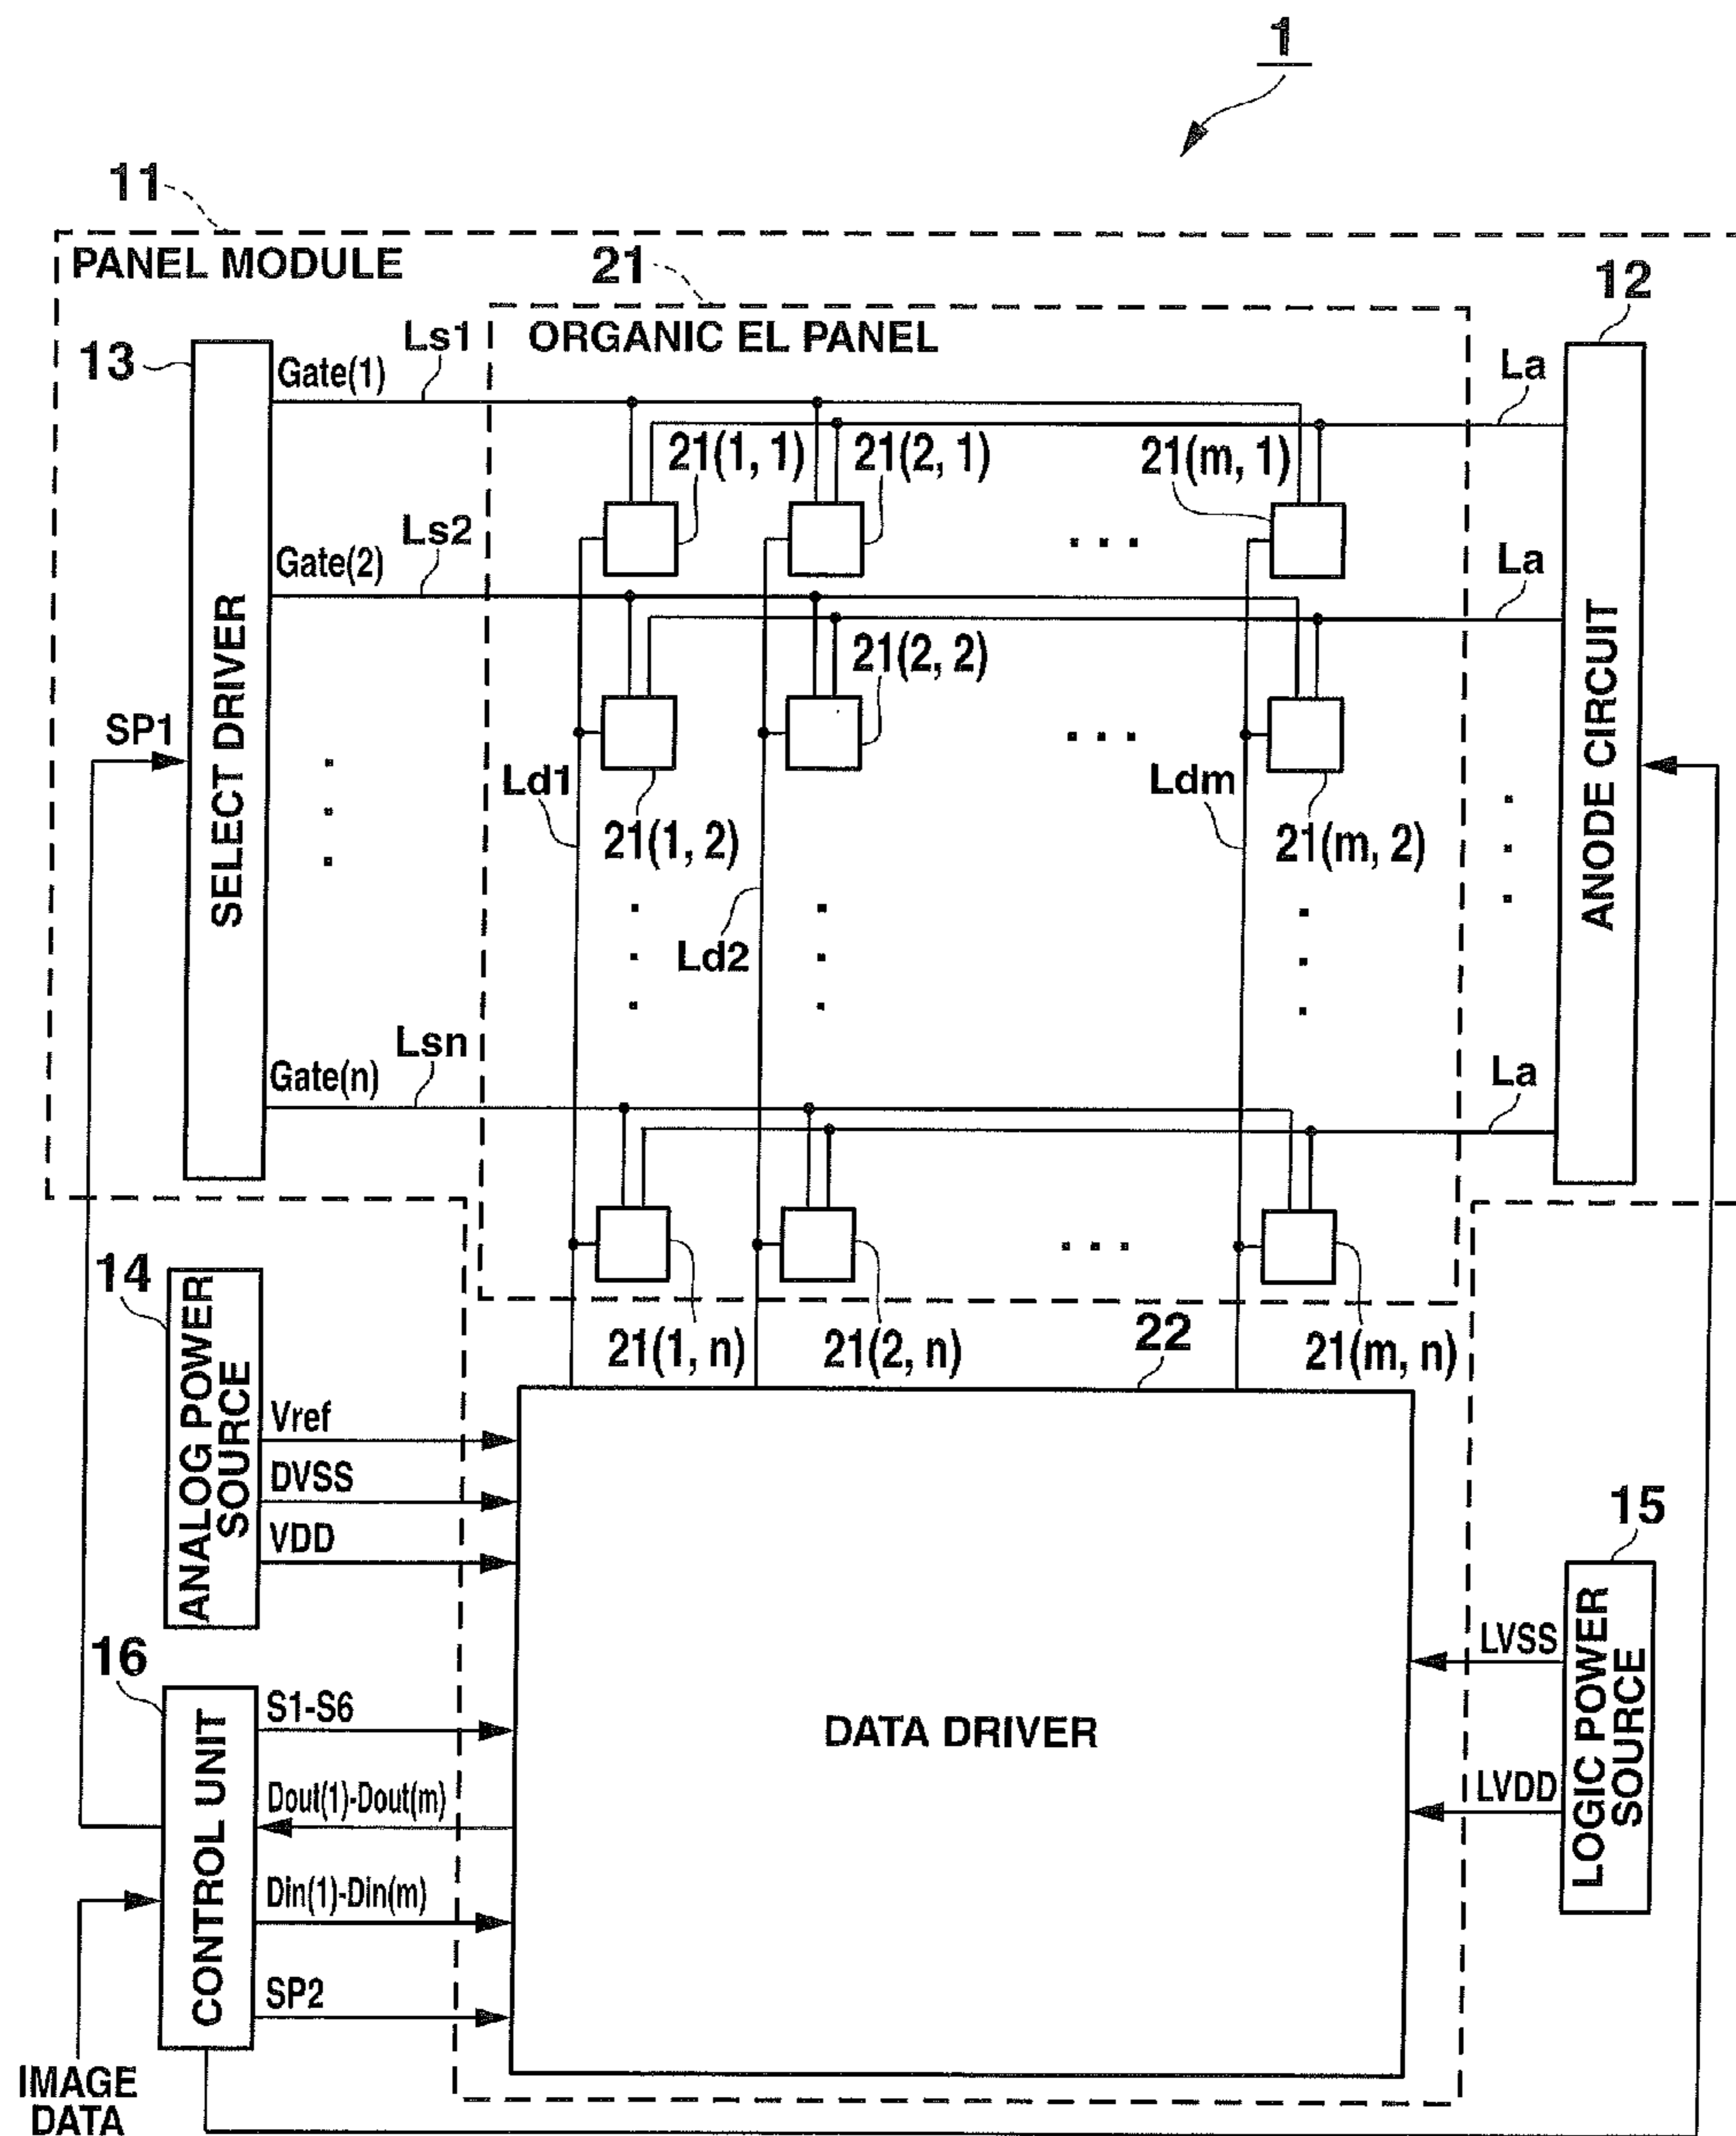 1
11
PANEL MODULE
21
12
13
Ls1
ORGANIC EL PANEL
La
Gate(1)
21(1, 1)
21(2, 1)
21(m, 1)
Ls2
La
Gate(2)
21(2, 2)
SP1
SELECT DRIVER
ANODE CIRCUIT
Ld1
Ldm
21(1, 2)
21(m, 2)
Ld2
Lsn
Gate(n)
La
14
21(1, n)
21(2, n)
22
21(m, n)
ANALOG POWER
SOURCE
Vref
DVSS
VDD
15
16
LVSS
LOGIC POWER
SOURCE
CONTROL UNIT
S1-S6
DATA DRIVER
Dout(1)-Dout(m)
LVDD
Din(1)-Din(m)
SP2
IMAGE
DATA